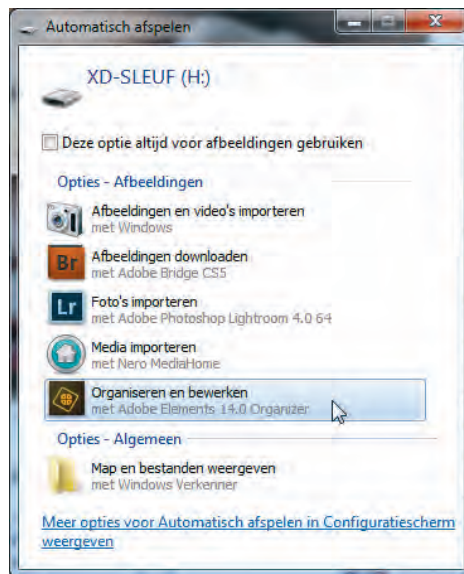 Automatisch afspelen
XD-SLEUF (H:)
Deze optie altijd voor afbeeldingen gebruiken
Opties - Afbeeldingen
Afbeeldingen en video's importeren
met Windows
Br
Afbeeldingen downloaden
met Adobe Bridge CS5
Lr
Foto's importeren
met Adobe Photoshop Lightroom 4.0 64
Media importeren
met Nero MediaHome
Organiseren en bewerken
met Adobe Elements 14.0 Organizer
Opties - Algemeen
Map en bestanden weergeven
met Windows Verkenner
Meer opties voor Automatisch afspelen in Configuratiescherm
weergeven